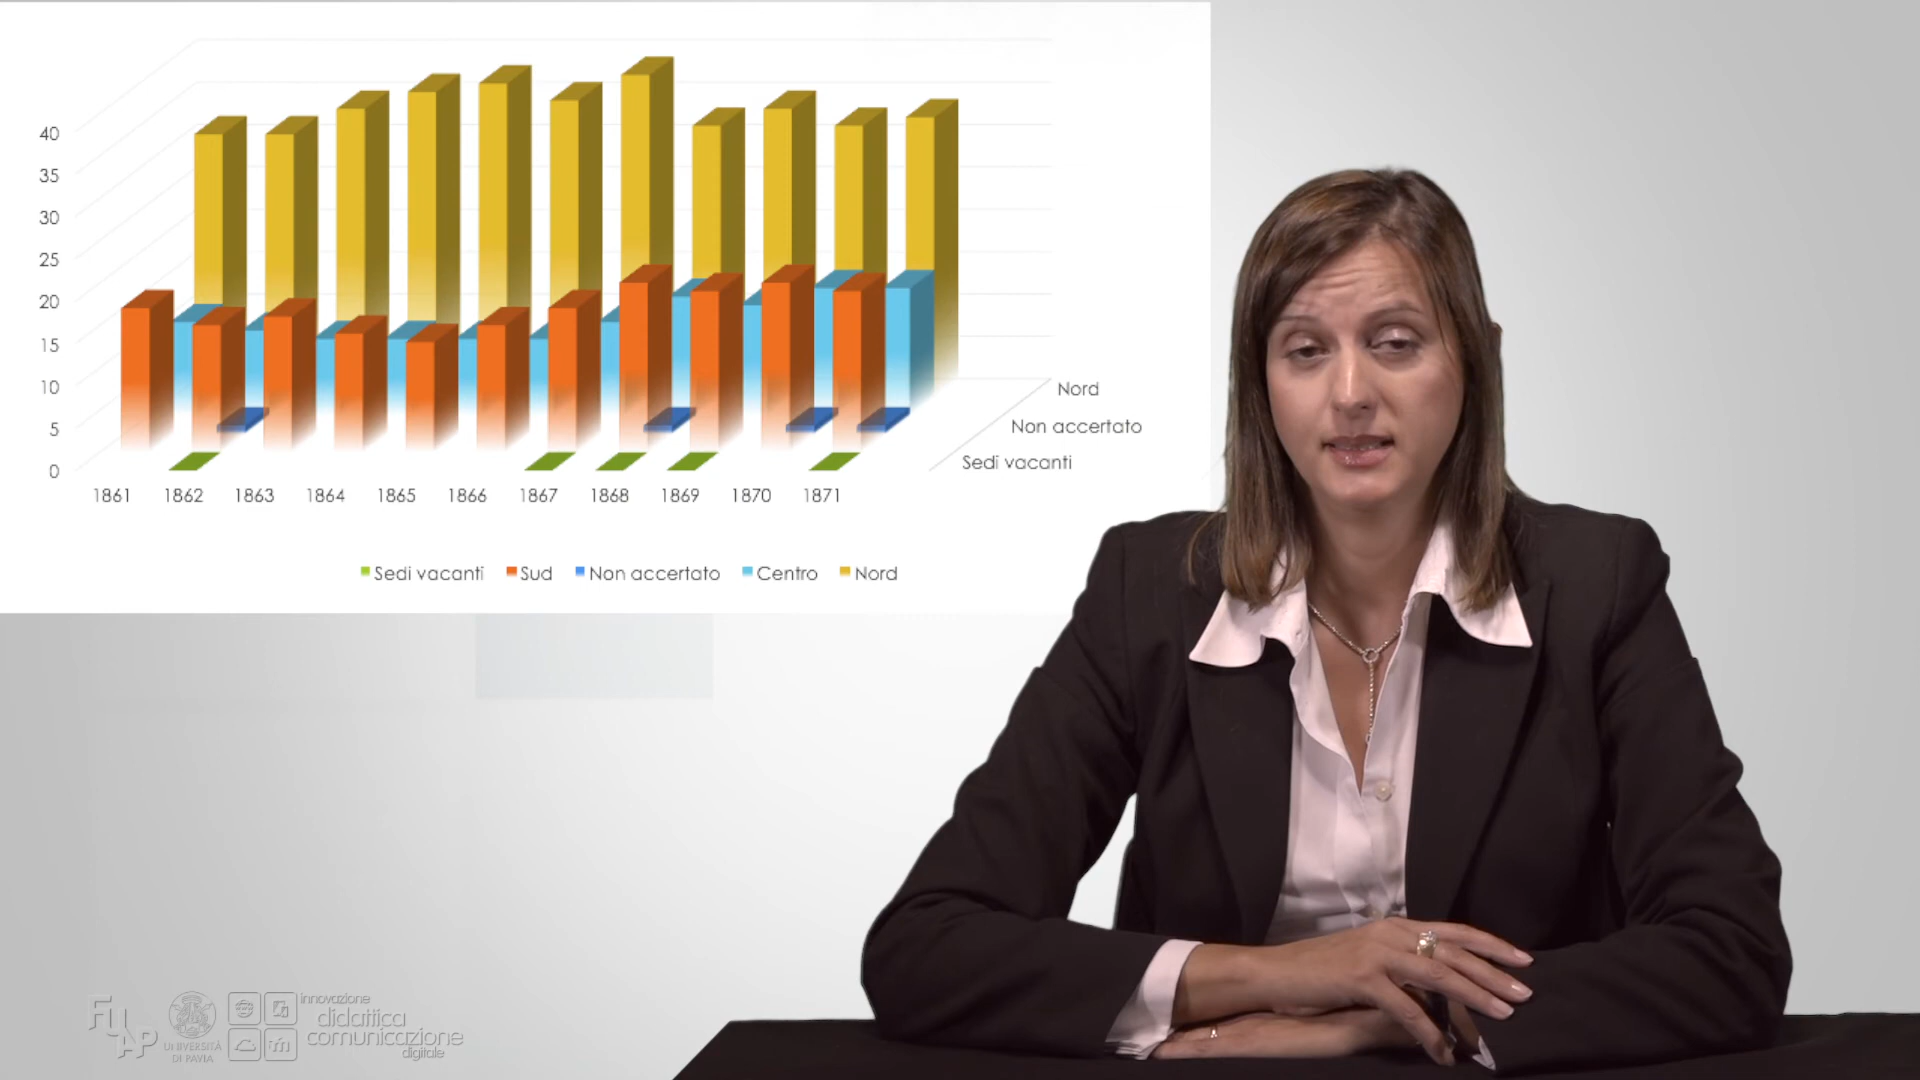 40
35
30
25
20
15
10
5
0
Nord
Non accertato
Sedi vacanti
1861 1862 1863 1864 1865 1866 1867 1868 1869 1870 1871
Sedi vacanti Sud Non accertato Centro Nord
UNIVERSITÀ
DI PAVIA
innovazione
didattica
comunicazione
digitale